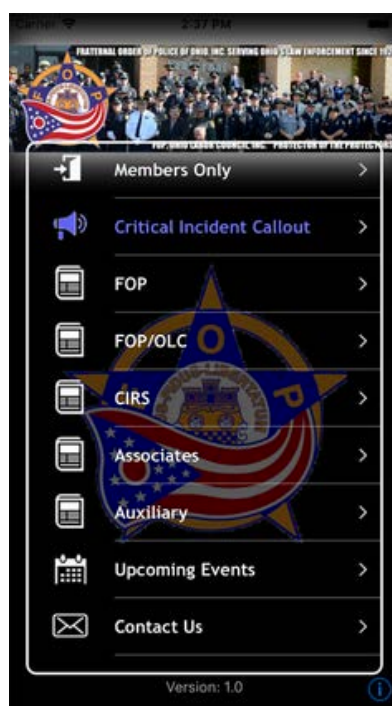 Carrier 2:37 PM
FRATERNAL ORDER OF POLICE OF OHIO, INC. SERVING OHIO'S LAW ENFORCEMENT SINCE
F O P
FOP, OHIO LABOR COUNCIL, INC. PROTECTOR OF THE PROTECTORS
Members Only
Critical Incident Callout
FOP
FOP/OLC
CIRS
Associates
Auxiliary
Upcoming Events
Contact Us
F O P
Version: 1.0